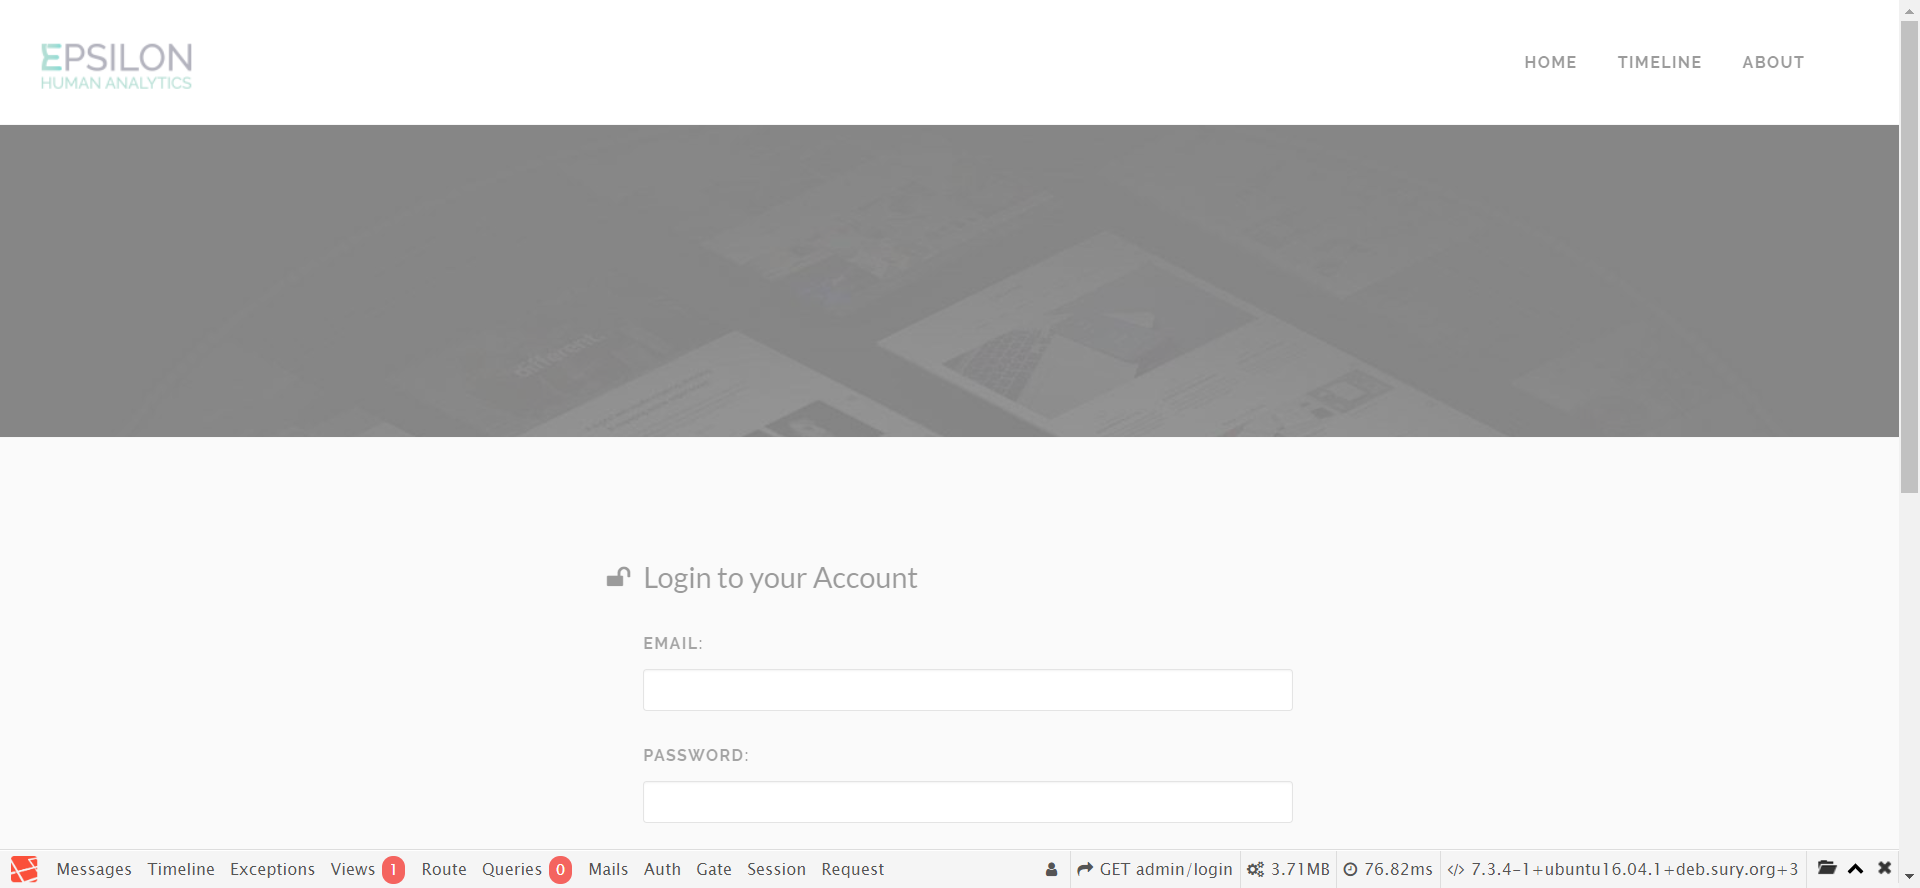 EPSILON
HUMAN ANALYTICS
HOME TIMELINE ABOUT
different.
Login to your Account
EMAIL:
PASSWORD:
Messages Timeline Exceptions Views 1 Route Queries 0 Mails Auth Gate Session Request GET admin/login 3.71MB 76.82ms 7.3.4-1+ubuntu16.04.1+deb.sury.org+3